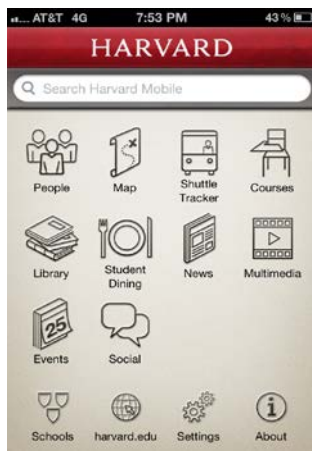 AT&T 4G 7:53 PM 43%
HARVARD
Search Harvard Mobile
People Map Shuttle Tracker Courses
Library Student Dining News Multimedia
25
Events Social
Schools harvard.edu Settings About